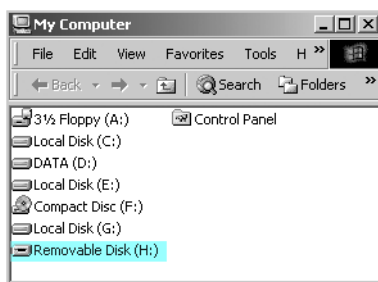 My Computer
File Edit View Favorites Tools H »
Back Search Folders »
3½ Floppy (A:) Control Panel
Local Disk (C:)
DATA (D:)
Local Disk (E:)
Compact Disc (F:)
Local Disk (G:)
Removable Disk (H:)